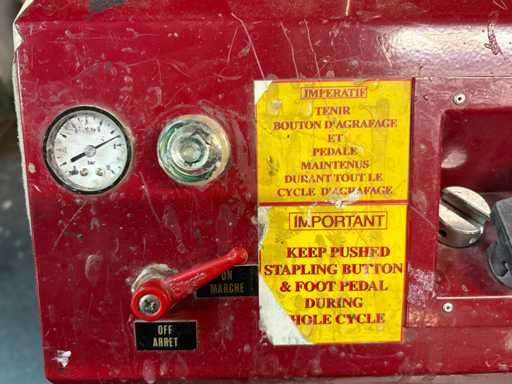 bar
IMPERATIF
TENIR
BOUTON D'AGRAFAGE
ET
PEDALE
MAINTENUS
DURANT TOUT LE
CYCLE D'AGRAFAGE
IMPORTANT
KEEP PUSHED
STAPLING BUTTON
& FOOT PEDAL
DURING
HOLE CYCLE
ON
MARCHE
OFF
ARRET